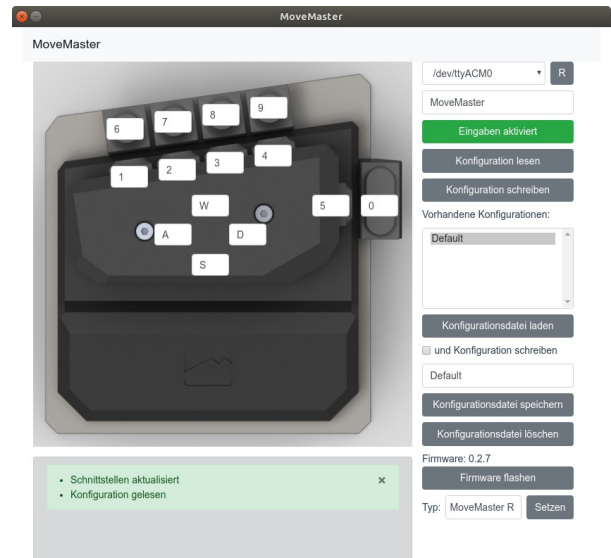 MoveMaster
MoveMaster
6
7
8
9
1
2
3
4
W
5
0
A
D
S
/dev/ttyACM0
R
MoveMaster
Eingaben aktiviert
Konfiguration lesen
Konfiguration schreiben
Vorhandene Konfigurationen:
Default
Konfigurationsdatei laden
und Konfiguration schreiben
Default
Konfigurationsdatei speichern
Konfigurationsdatei löschen
Firmware: 0.2.7
Firmware flashen
Typ: MoveMaster R Setzen
Schnittstellen aktualisiert
Konfiguration gelesen